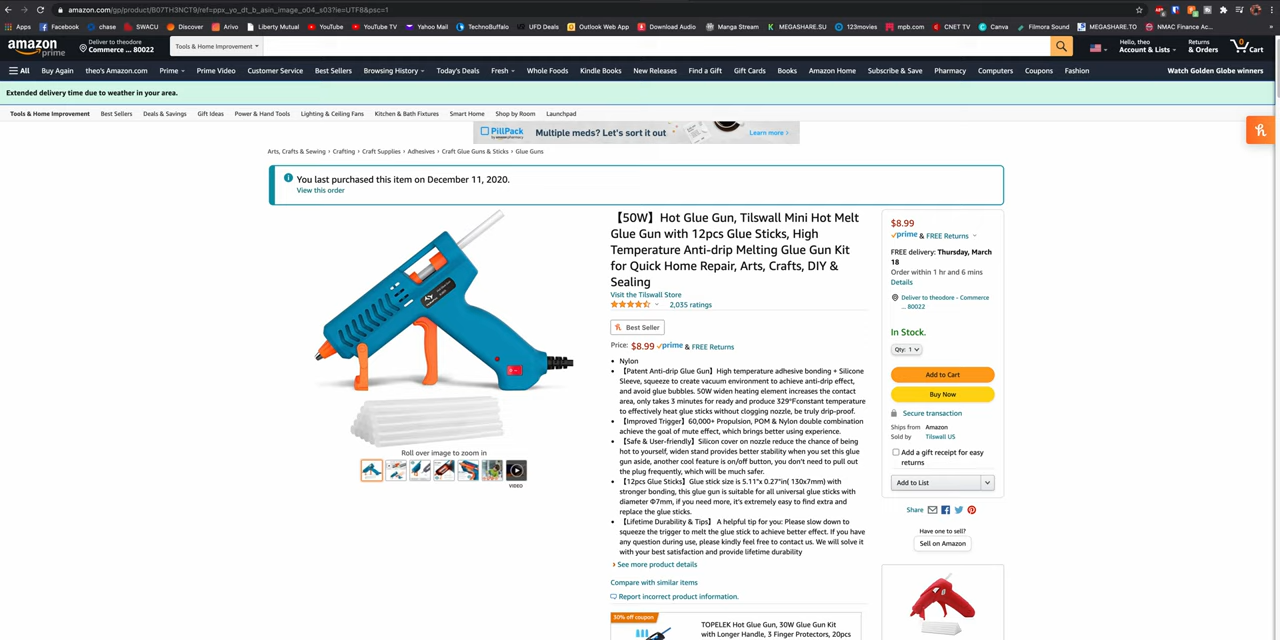 amazon.com/gp/product/B07TH3NCT9/ref=ppx_yo_dt_b_asin_image_o04_s03?ie=UTF8&psc=1
Apps Facebook chase SWACU Discover Arivo Liberty Mutual YouTube YouTube TV Yahoo Mail TechnoBuffalo UFD Deals Outlook Web App Download Audio Manga Stream MEGASHARE.SU 123movies mpb.com CNET TV Canva Filmora Sound MEGASHARE.TO NMAC Finance Ac...
amazon prime
Deliver to theodore
Commerce ... 80022
Tools & Home Improvement
Hello, theo
Account & Lists
Returns
& Orders
0
Cart
All Buy Again theo's Amazon.com Prime Prime Video Customer Service Best Sellers Browsing History Today's Deals Fresh Whole Foods Kindle Books New Releases Find a Gift Gift Cards Books Amazon Home Subscribe & Save Pharmacy Computers Coupons Fashion Watch Golden Globe winners
Extended delivery time due to weather in your area.
Tools & Home Improvement Best Sellers Deals & Savings Gift Ideas Power & Hand Tools Lighting & Ceiling Fans Kitchen & Bath Fixtures Smart Home Shop by Room Launchpad
PillPack Multiple meds? Let's sort it out Learn more ›
Arts, Crafts & Sewing › Crafting › Craft Supplies › Adhesives › Craft Glue Guns & Sticks › Glue Guns
You last purchased this item on December 11, 2020.
View this order
Roll over image to zoom in
VIDEO
【50W】Hot Glue Gun, Tilswall Mini Hot Melt
Glue Gun with 12pcs Glue Sticks, High
Temperature Anti-drip Melting Glue Gun Kit
for Quick Home Repair, Arts, Crafts, DIY &
Sealing
Visit the Tilswall Store
2,035 ratings
Best Seller
Price: $8.99 prime & FREE Returns
• Nylon
• 【Patent Anti-drip Glue Gun】High temperature adhesive bonding + Silicone
Sleeve, squeeze to create vacuum environment to achieve anti-drip effect,
and avoid glue bubbles. 50W widen heating element increases the contact
area, only takes 3 minutes for ready and produce 329°Fconstant temperature
to effectively heat glue sticks without clogging nozzle, be truly drip-proof.
• 【Improved Trigger】60,000+ Propulsion, POM & Nylon double combination
achieve the goal of mute effect, which brings better using experience.
• 【Safe & User-friendly】Silicon cover on nozzle reduce the chance of being
hot to yourself, widen stand provides better stability when you set this glue
gun aside, another cool feature is on/off button, you don't need to pull out
the plug frequently, which will be much safer.
• 【12pcs Glue Sticks】Glue stick size is 5.11"x 0.27"in( 130x7mm) with
stronger bonding, this glue gun is suitable for all universal glue sticks with
diameter Φ7mm, if you need more, it's extremely easy to find extra and
replace the glue sticks.
• 【Lifetime Durability & Tips】 A helpful tip for you: Please slow down to
squeeze the trigger to melt the glue stick to achieve better effect. If you have
any question during use, please kindly feel free to contact us. We will solve it
with your best satisfaction and provide lifetime durability
› See more product details
Compare with similar items
Report incorrect product information.
30% off coupon
TOPELEK Hot Glue Gun, 30W Glue Gun Kit
with Longer Handle, 3 Finger Protectors, 20pcs
$8.99
prime & FREE Returns
FREE delivery: Thursday, March
18
Order within 1 hr and 6 mins
Details
Deliver to theodore - Commerce
... 80022
In Stock.
Qty: 1
Add to Cart
Buy Now
Secure transaction
Ships from Amazon
Sold by Tilswall US
Add a gift receipt for easy
returns
Add to List
Share
Have one to sell?
Sell on Amazon